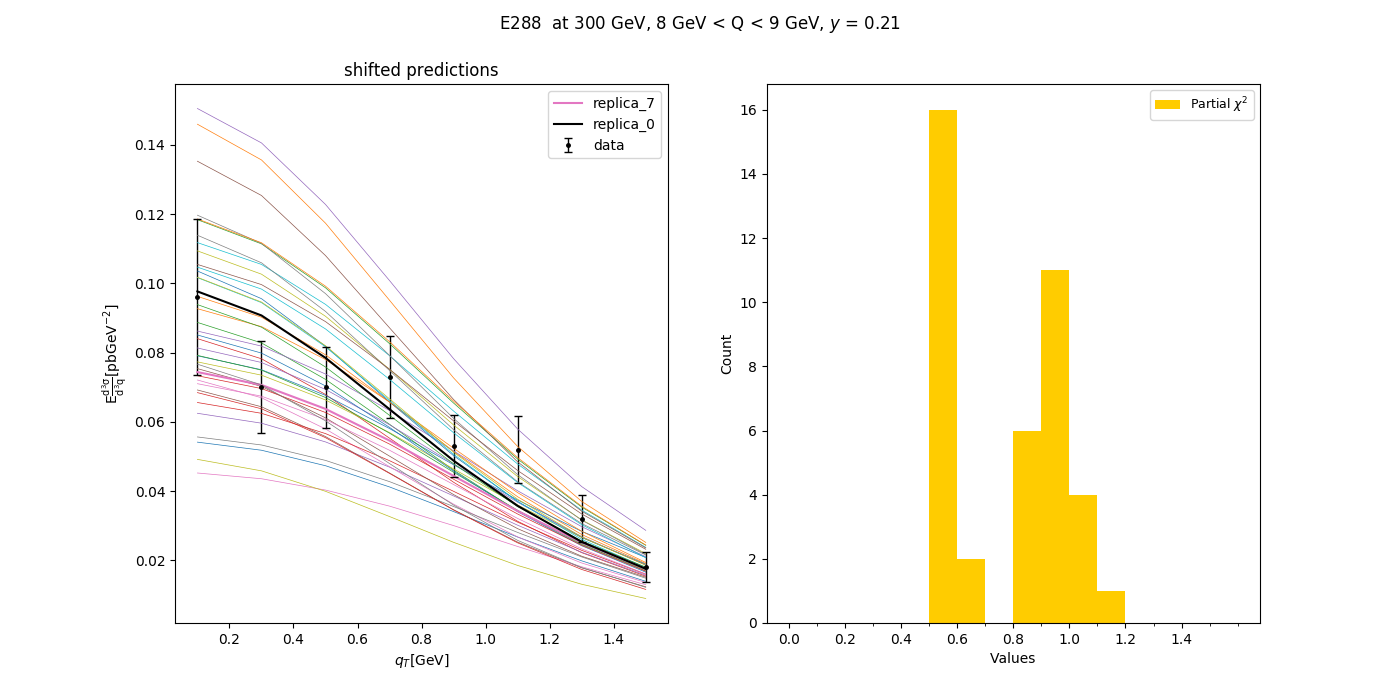 E288  at 300 GeV, 8 GeV < Q < 9 GeV, y = 0.21
shifted predictions
replica_7
replica_0
data
0.14
0.12
0.10
0.08
0.06
0.04
0.02
E d³σ/d³q [pbGeV⁻²]
0.2 0.4 0.6 0.8 1.0 1.2 1.4
q_T[GeV]
Partial χ²
16
14
12
10
8
6
4
2
0
Count
0.0 0.2 0.4 0.6 0.8 1.0 1.2 1.4
Values